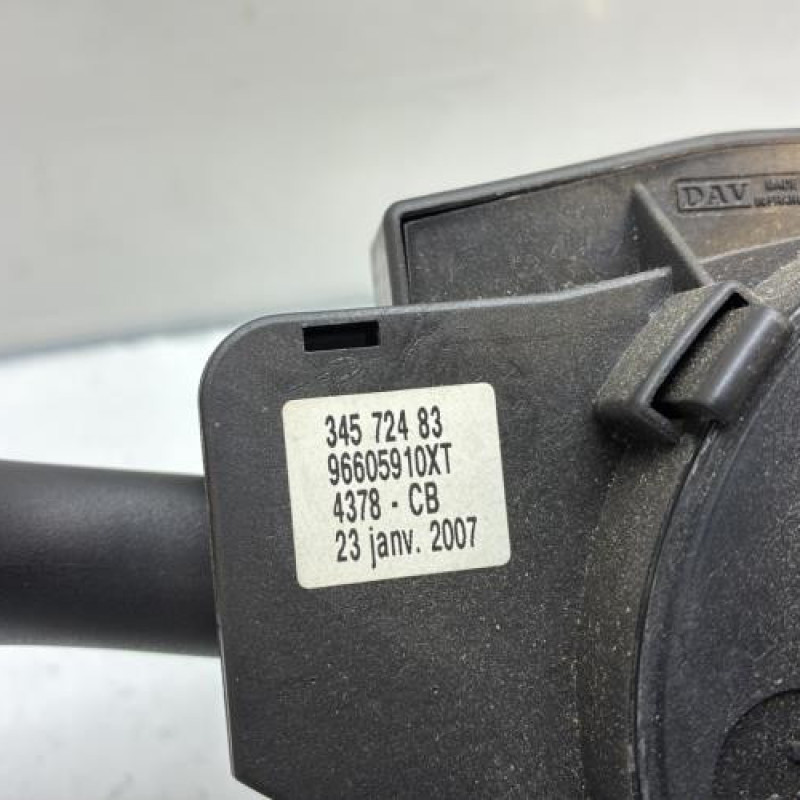 DAV
345 724 83
96605910XT
4378 - CB
23 janv. 2007